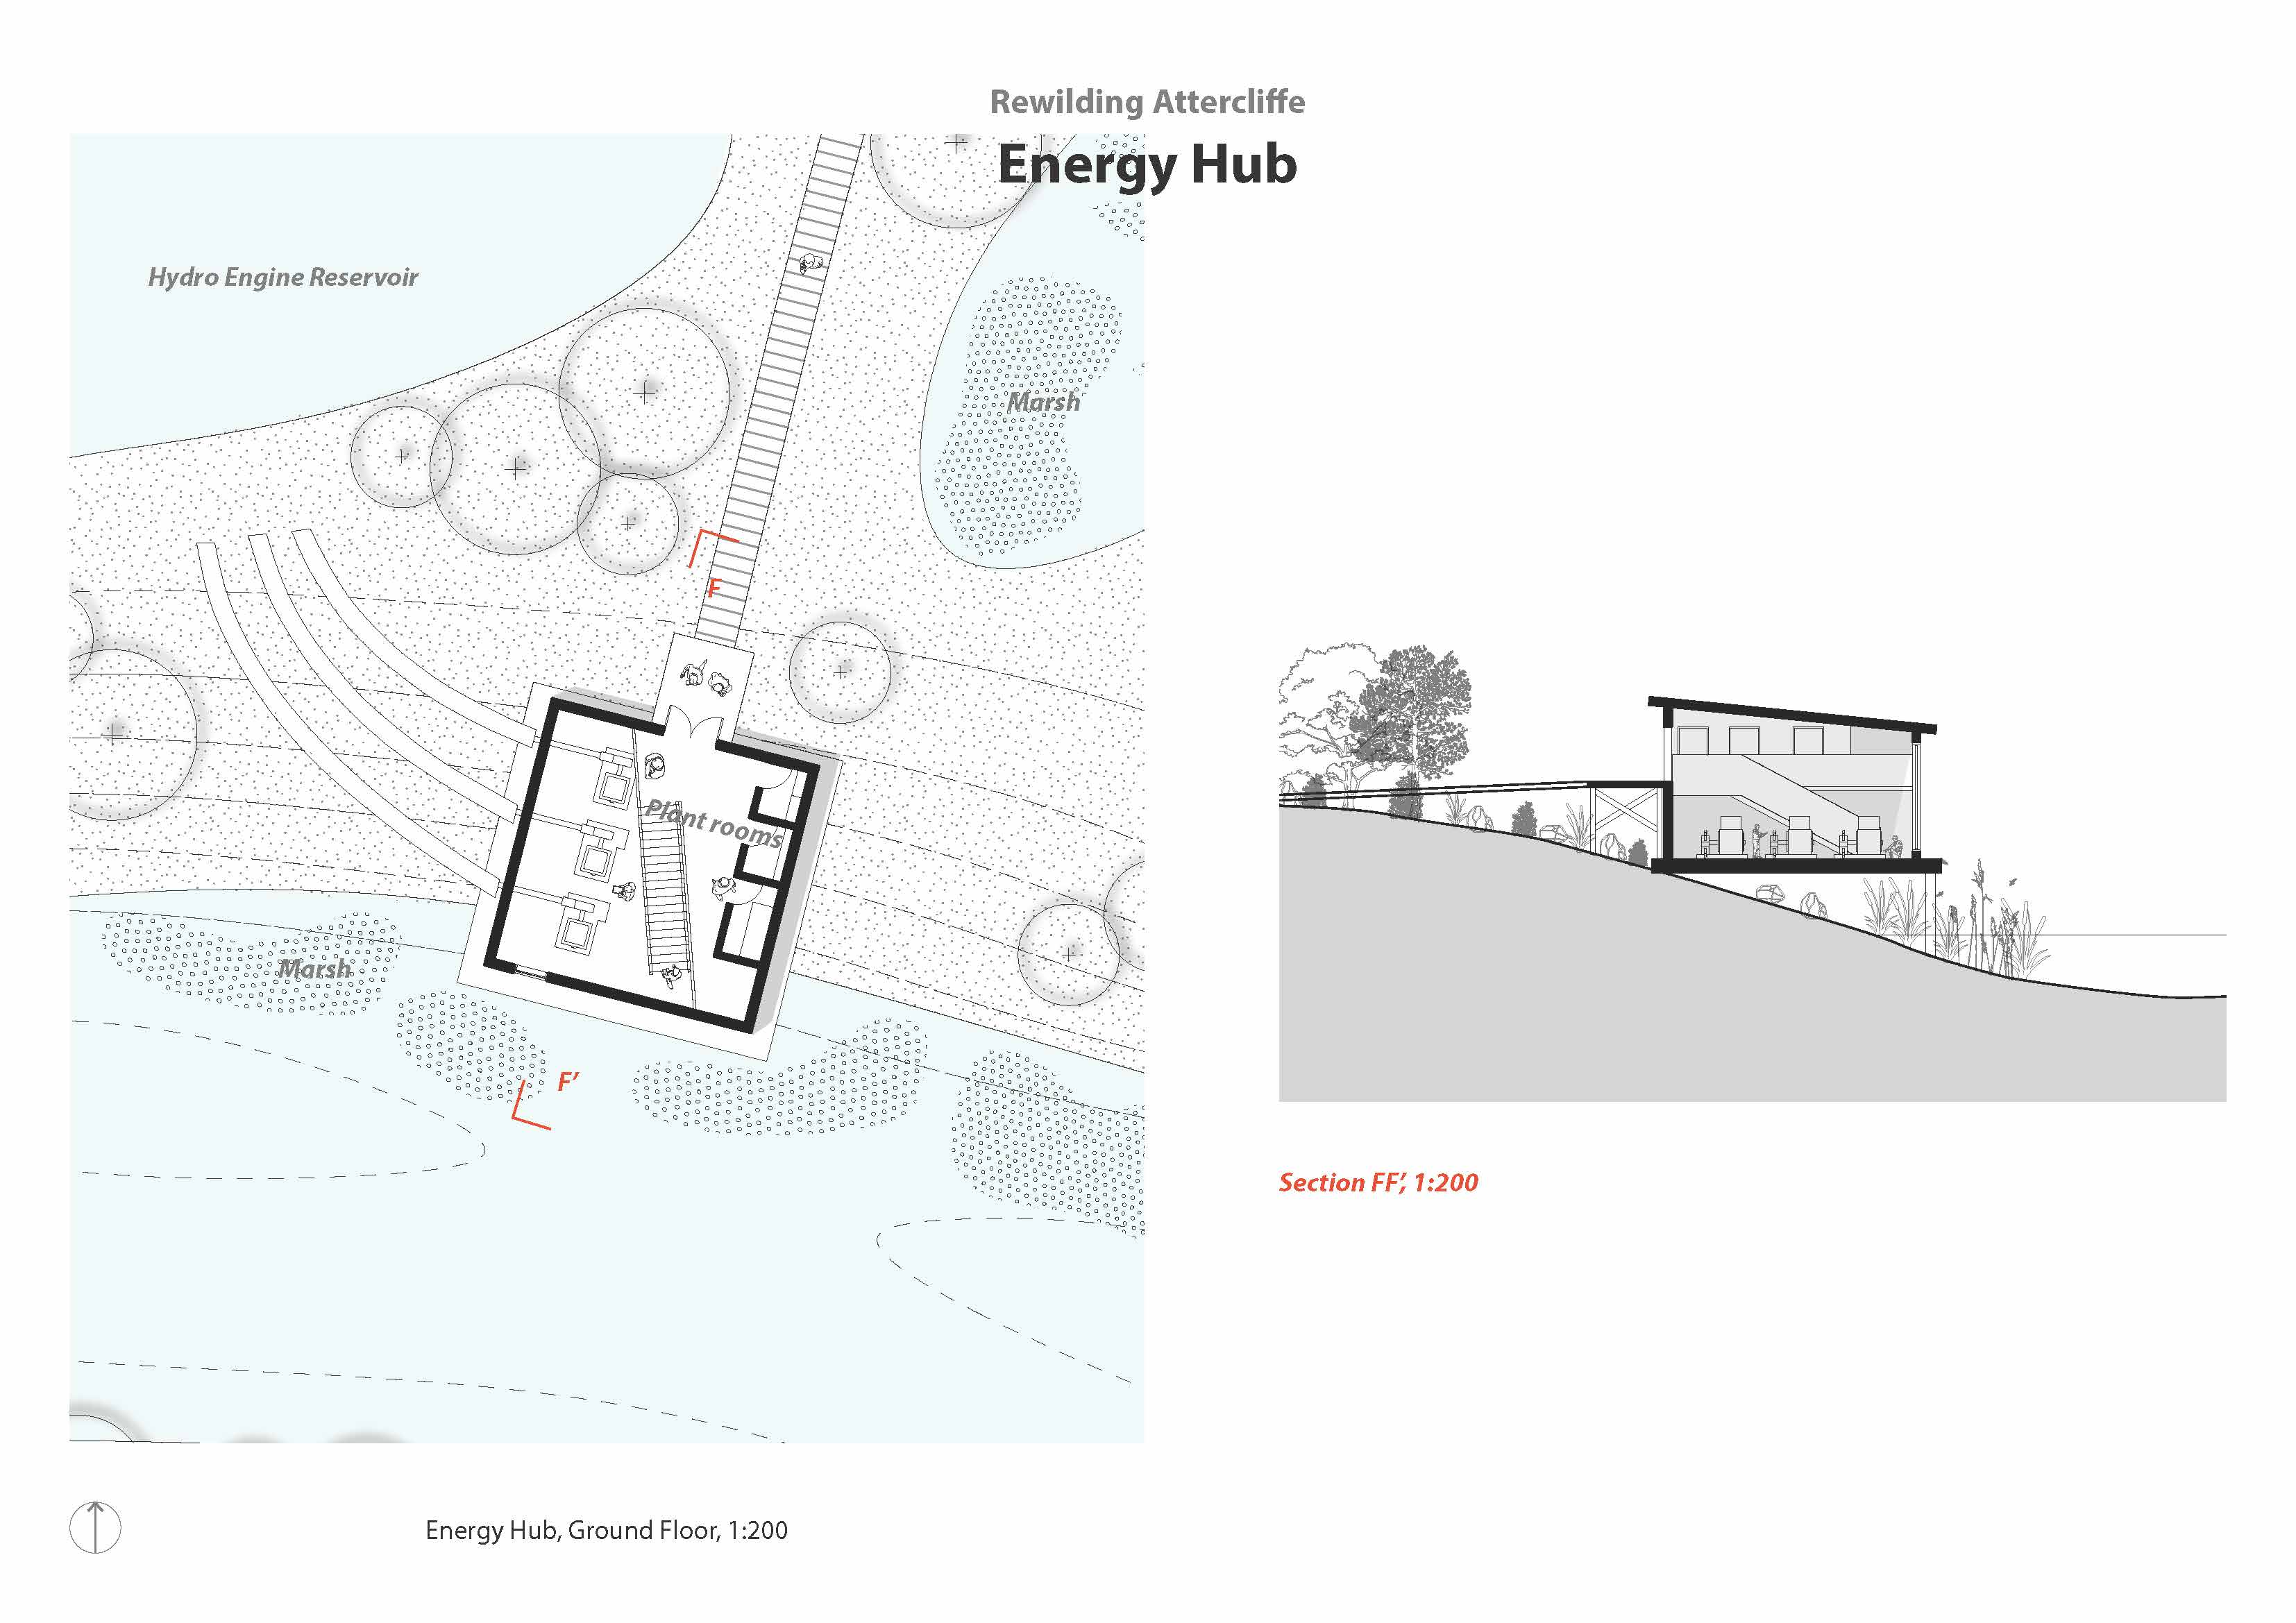 Rewilding Attercliffe
Energy Hub
Hydro Engine Reservoir
Marsh
F
Plant rooms
Marsh
F’
Section FF’, 1:200
Energy Hub, Ground Floor, 1:200